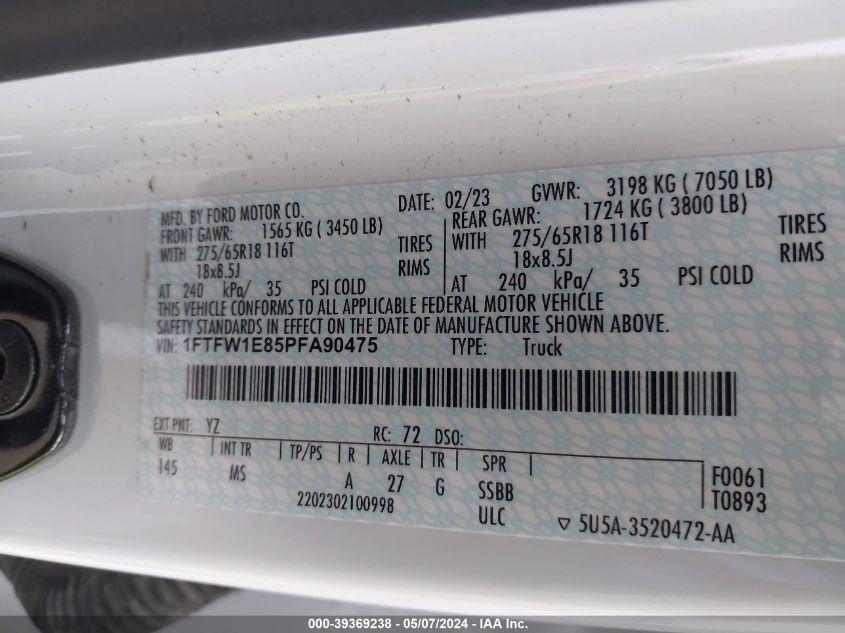 MFD. BY FORD MOTOR CO. DATE: 02/23 GVWR: 3198 KG ( 7050 LB)
FRONT GAWR: 1565 KG ( 3450 LB) REAR GAWR: 1724 KG ( 3800 LB)
WITH 275/65R18 116T TIRES WITH 275/65R18 116T TIRES
18x8.5J RIMS 18x8.5J RIMS
AT 240 kPa/ 35 PSI COLD AT 240 kPa/ 35 PSI COLD
THIS VEHICLE CONFORMS TO ALL APPLICABLE FEDERAL MOTOR VEHICLE
SAFETY STANDARDS IN EFFECT ON THE DATE OF MANUFACTURE SHOWN ABOVE.
VIN: 1FTFW1E85PFA90475 TYPE: Truck
EXT PNT: YZ RC: 72 DSO:
WB INT TR TP/PS R AXLE TR SPR F0061
145 MS A 27 G SSBB T0893
2202302100998 ULC 5U5A-3520472-AA
000-39369238 - 05/07/2024 - IAA Inc.